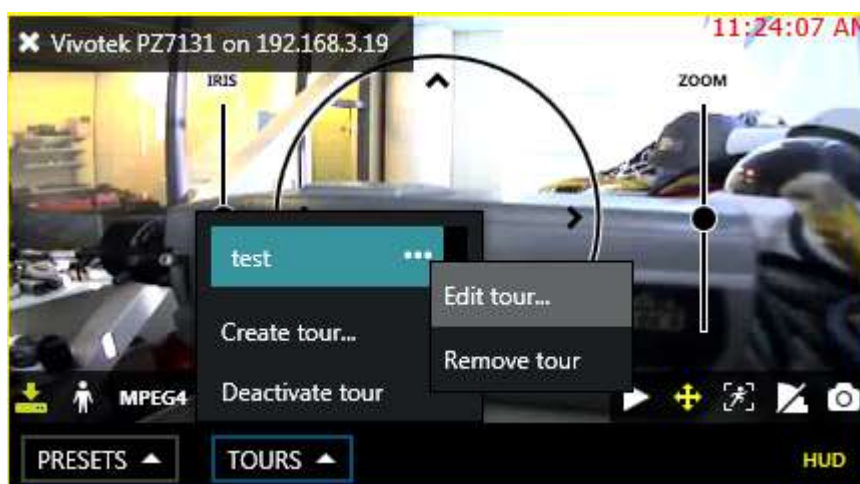 Vivotek PZ7131 on 192.168.3.19
11:24:07 AM
IRIS
ZOOM
test
Edit tour...
Create tour...
Remove tour
MPEG4
Deactivate tour
PRESETS
TOURS
HUD